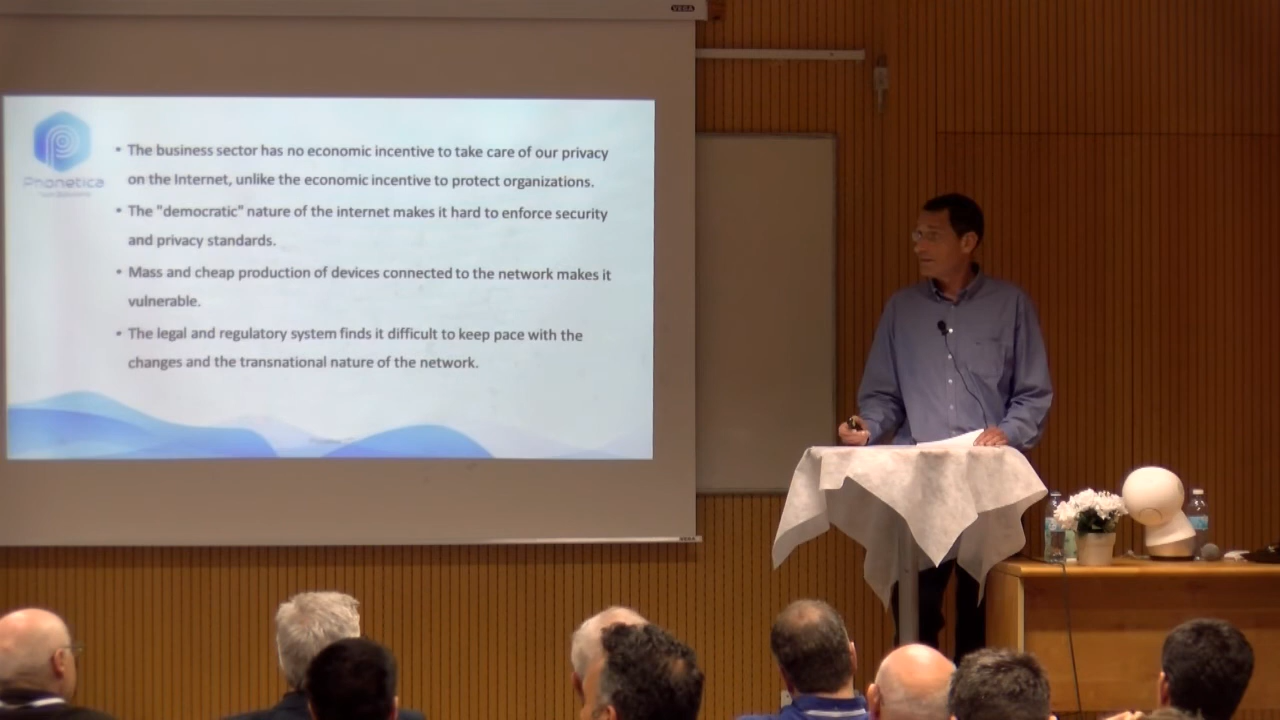 VEGA
Phonetica
• The business sector has no economic incentive to take care of our privacy
on the Internet, unlike the economic incentive to protect organizations.
• The "democratic" nature of the internet makes it hard to enforce security
and privacy standards.
• Mass and cheap production of devices connected to the network makes it
vulnerable.
• The legal and regulatory system finds it difficult to keep pace with the
changes and the transnational nature of the network.
VEGA